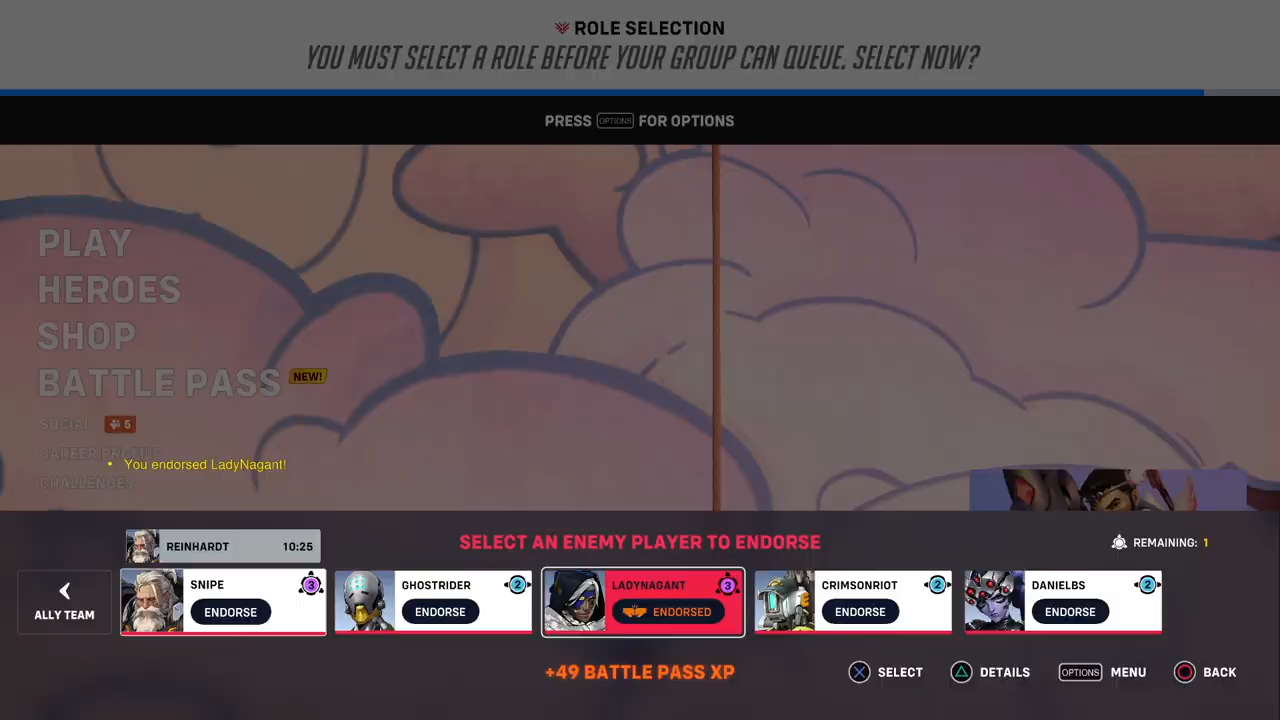 ROLE SELECTION
YOU MUST SELECT A ROLE BEFORE YOUR GROUP CAN QUEUE. SELECT NOW?
PRESS OPTIONS FOR OPTIONS
PLAY
HEROES
SHOP
BATTLE PASS NEW!
SOCIAL 5
CAREER PROFILE
• You endorsed LadyNagant!
CHALLENGES
REINHARDT 10:25
SELECT AN ENEMY PLAYER TO ENDORSE
REMAINING: 1
ALLY TEAM
SNIPE 3
ENDORSE
GHOSTRIDER 2
ENDORSE
LADYNAGANT 3
ENDORSED
CRIMSONRIOT 2
ENDORSE
DANIELBS 2
ENDORSE
+49 BATTLE PASS XP
SELECT DETAILS OPTIONS MENU BACK